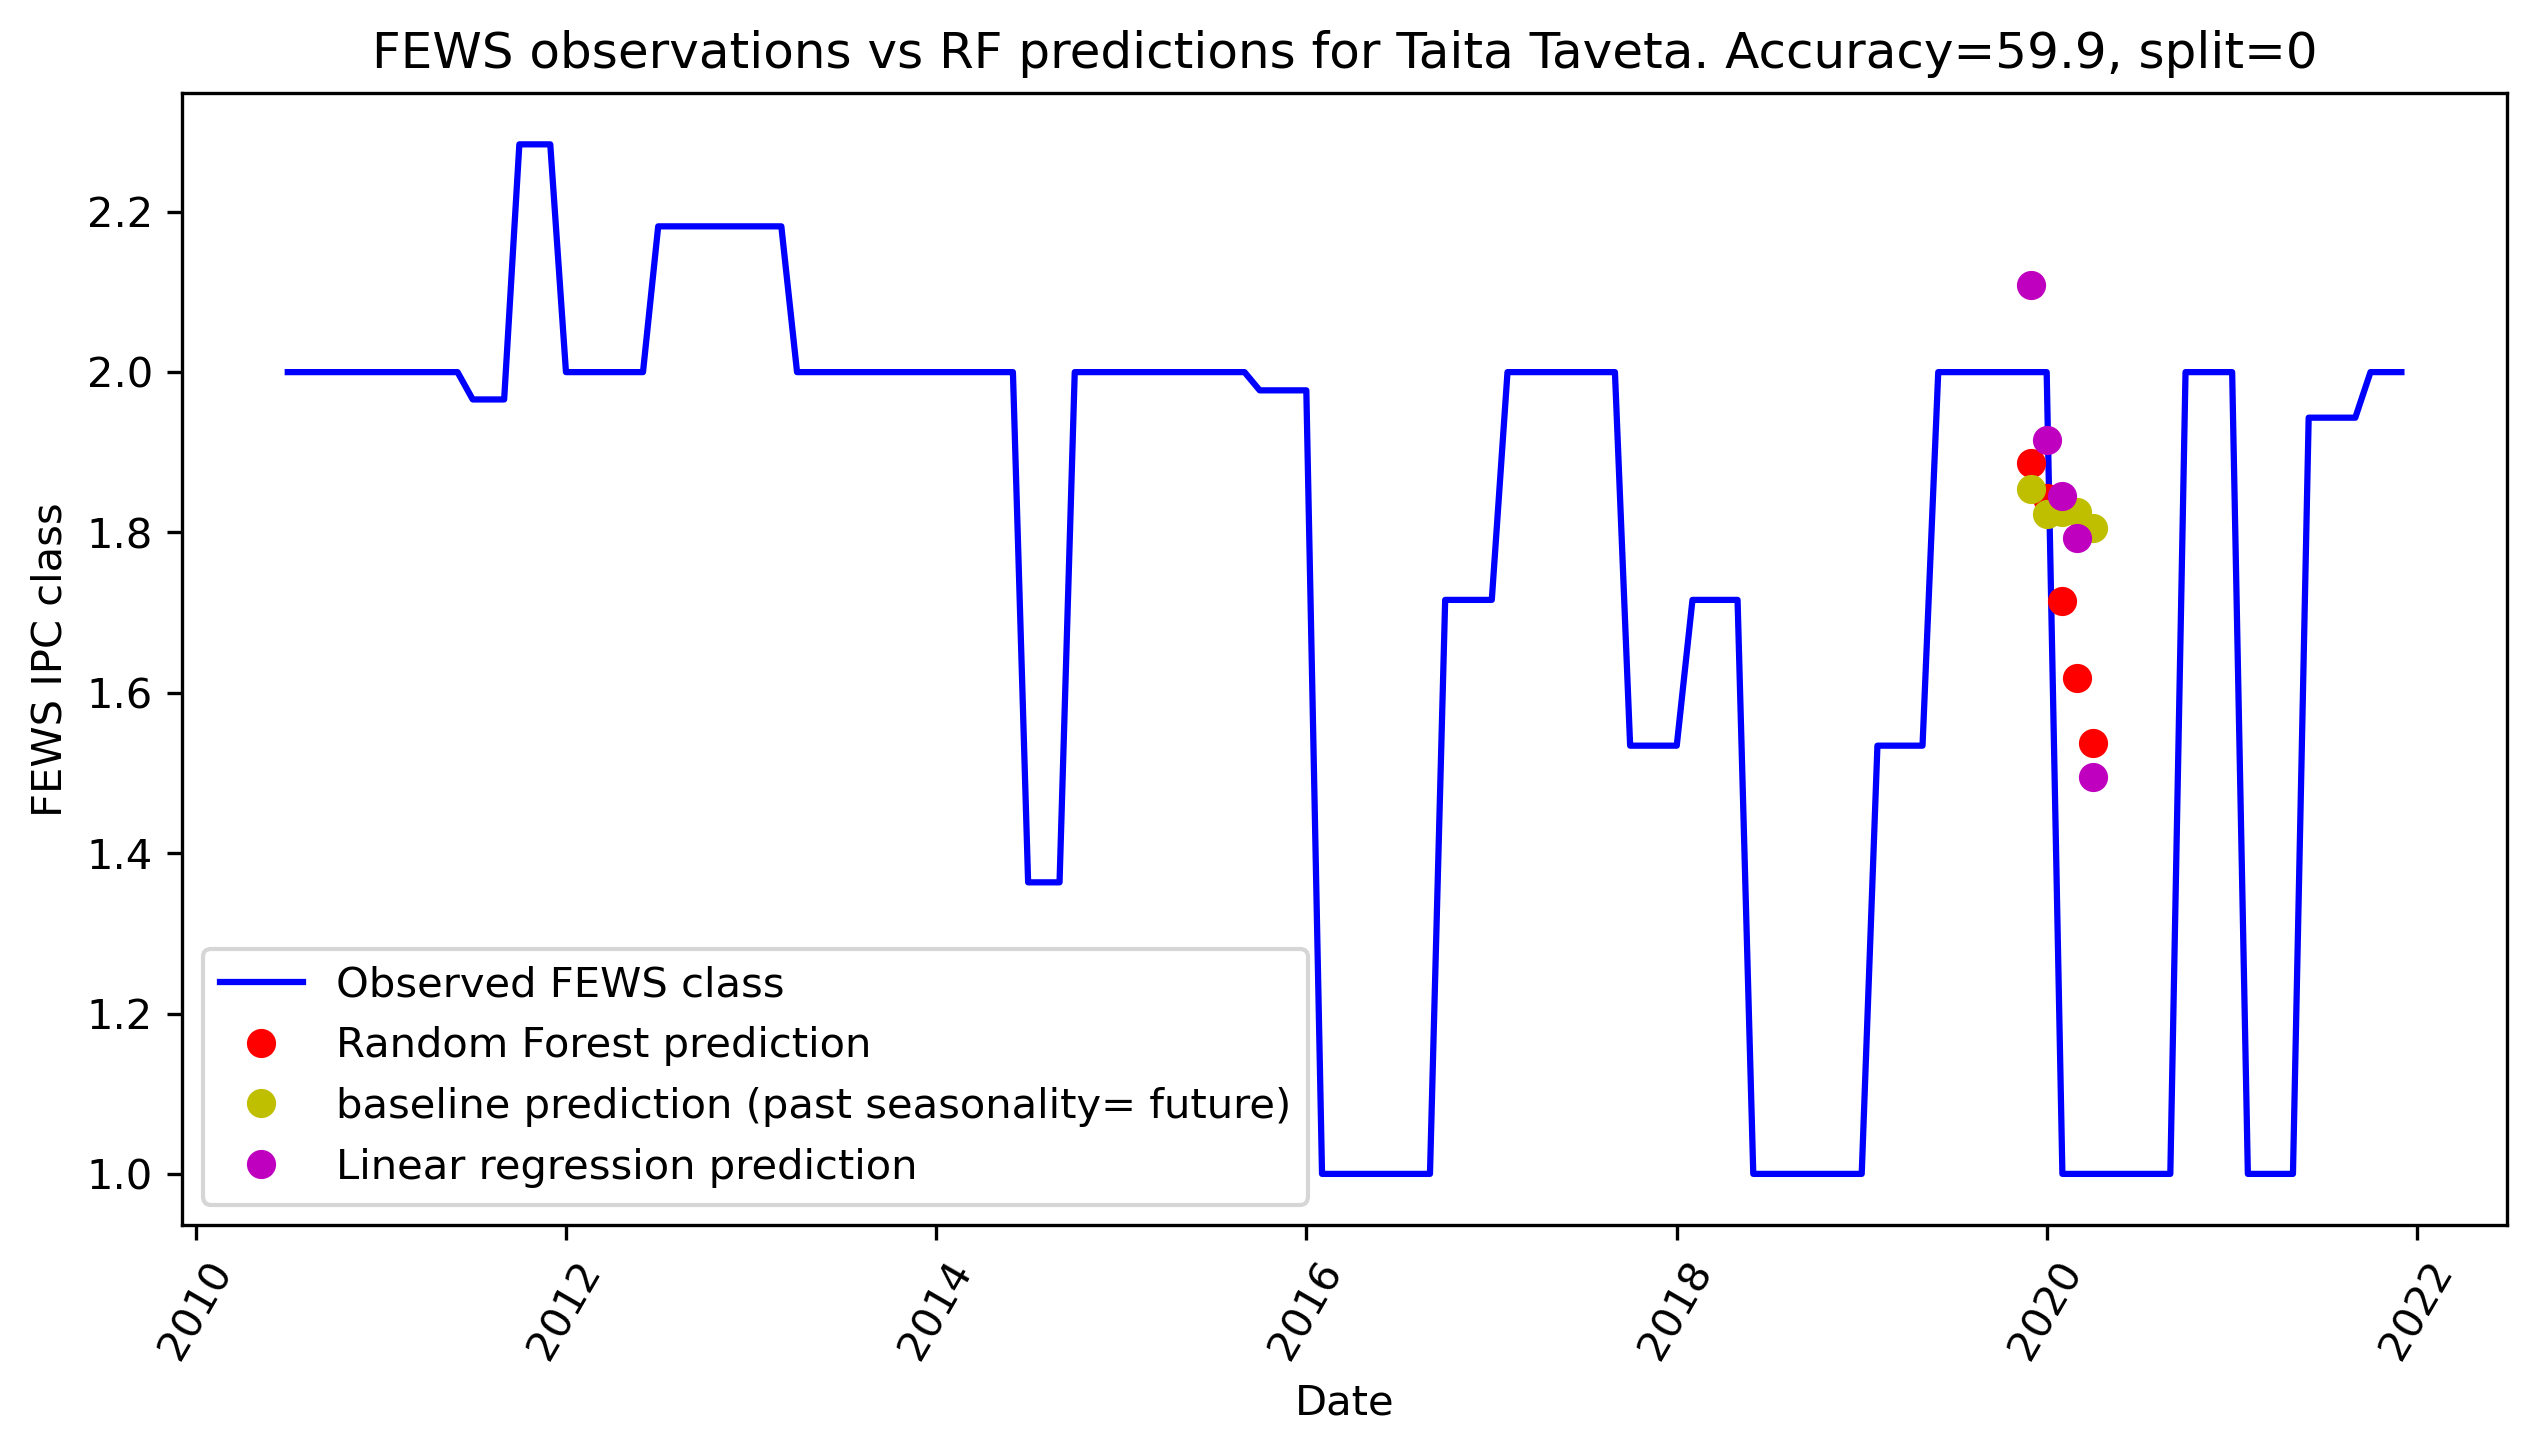 FEWS observations vs RF predictions for Taita Taveta. Accuracy=59.9, split=0
FEWS IPC class
2.2
2.0
1.8
1.6
1.4
1.2
1.0
Observed FEWS class
Random Forest prediction
baseline prediction (past seasonality= future)
Linear regression prediction
2010
2012
2014
2016
2018
2020
2022
Date